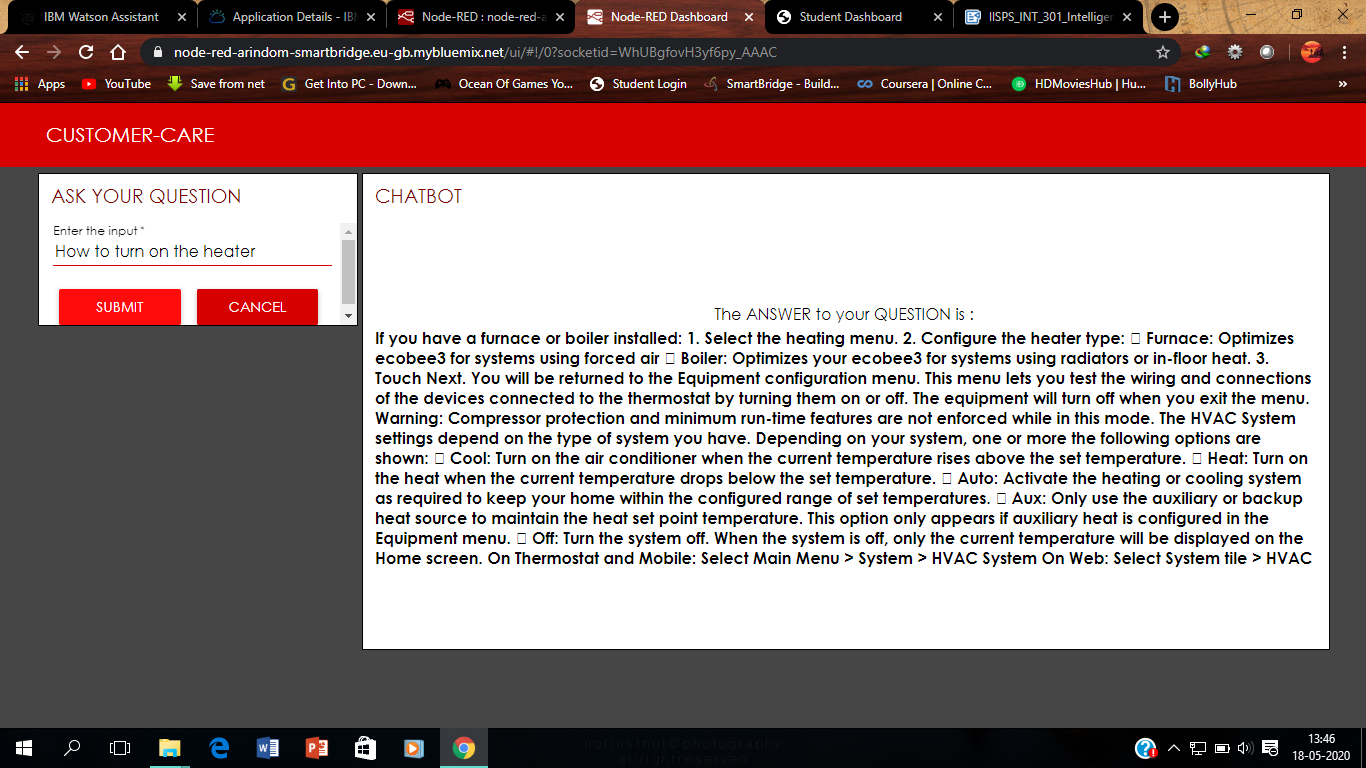 IBM Watson Assistant
Application Details - IBM
Node-RED : node-red-a
Node-RED Dashboard
Student Dashboard
IISPS_INT_301_Intelliger
node-red-arindom-smartbridge.eu-gb.mybluemix.net/ui/#!/0?socketid=WhUBgfovH3yf6py_AAAC
Apps
YouTube
Save from net
Get Into PC - Down...
Ocean Of Games Yo...
Student Login
SmartBridge - Build...
Coursera | Online C...
HDMoviesHub | Hu...
BollyHub
»
CUSTOMER-CARE
ASK YOUR QUESTION
Enter the input *
How to turn on the heater
SUBMIT
CANCEL
CHATBOT
The ANSWER to your QUESTION is :
If you have a furnace or boiler installed: 1. Select the heating menu. 2. Configure the heater type: ▯ Furnace: Optimizes
ecobee3 for systems using forced air ▯ Boiler: Optimizes your ecobee3 for systems using radiators or in-floor heat. 3.
Touch Next. You will be returned to the Equipment configuration menu. This menu lets you test the wiring and connections
of the devices connected to the thermostat by turning them on or off. The equipment will turn off when you exit the menu.
Warning: Compressor protection and minimum run-time features are not enforced while in this mode. The HVAC System
settings depend on the type of system you have. Depending on your system, one or more the following options are
shown: ▯ Cool: Turn on the air conditioner when the current temperature rises above the set temperature. ▯ Heat: Turn on
the heat when the current temperature drops below the set temperature. ▯ Auto: Activate the heating or cooling system
as required to keep your home within the configured range of set temperatures. ▯ Aux: Only use the auxiliary or backup
heat source to maintain the heat set point temperature. This option only appears if auxiliary heat is configured in the
Equipment menu. ▯ Off: Turn the system off. When the system is off, only the current temperature will be displayed on the
Home screen. On Thermostat and Mobile: Select Main Menu > System > HVAC System On Web: Select System tile > HVAC
notjustnut©photography
allrightreserved
13:46
18-05-2020